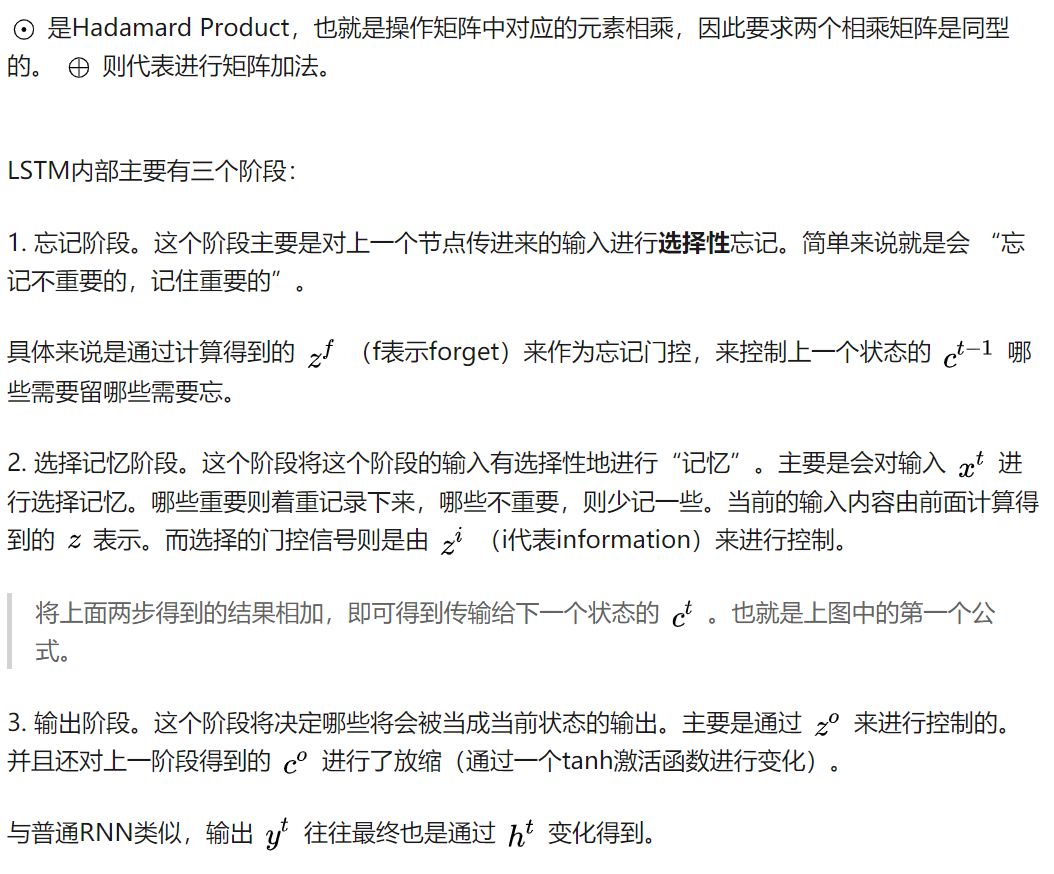 ⊙ 是Hadamard Product，也就是操作矩阵中对应的元素相乘，因此要求两个相乘矩阵是同型
的。 ⊕ 则代表进行矩阵加法。
LSTM内部主要有三个阶段：
1. 忘记阶段。这个阶段主要是对上一个节点传进来的输入进行选择性忘记。简单来说就是会 “忘
记不重要的，记住重要的”。
具体来说是通过计算得到的 z^f （f表示forget）来作为忘记门控，来控制上一个状态的 c^{t-1} 哪
些需要留哪些需要忘。
2. 选择记忆阶段。这个阶段将这个阶段的输入有选择性地进行“记忆”。主要是会对输入 x^t 进
行选择记忆。哪些重要则着重记录下来，哪些不重要，则少记一些。当前的输入内容由前面计算得
到的 z 表示。而选择的门控信号则是由 z^i （i代表information）来进行控制。
将上面两步得到的结果相加，即可得到传输给下一个状态的 c^t 。也就是上图中的第一个公
式。
3. 输出阶段。这个阶段将决定哪些将会被当成当前状态的输出。主要是通过 z^o 来进行控制的。
并且还对上一阶段得到的 c^o 进行了放缩（通过一个tanh激活函数进行变化）。
与普通RNN类似，输出 y^t 往往最终也是通过 h^t 变化得到。